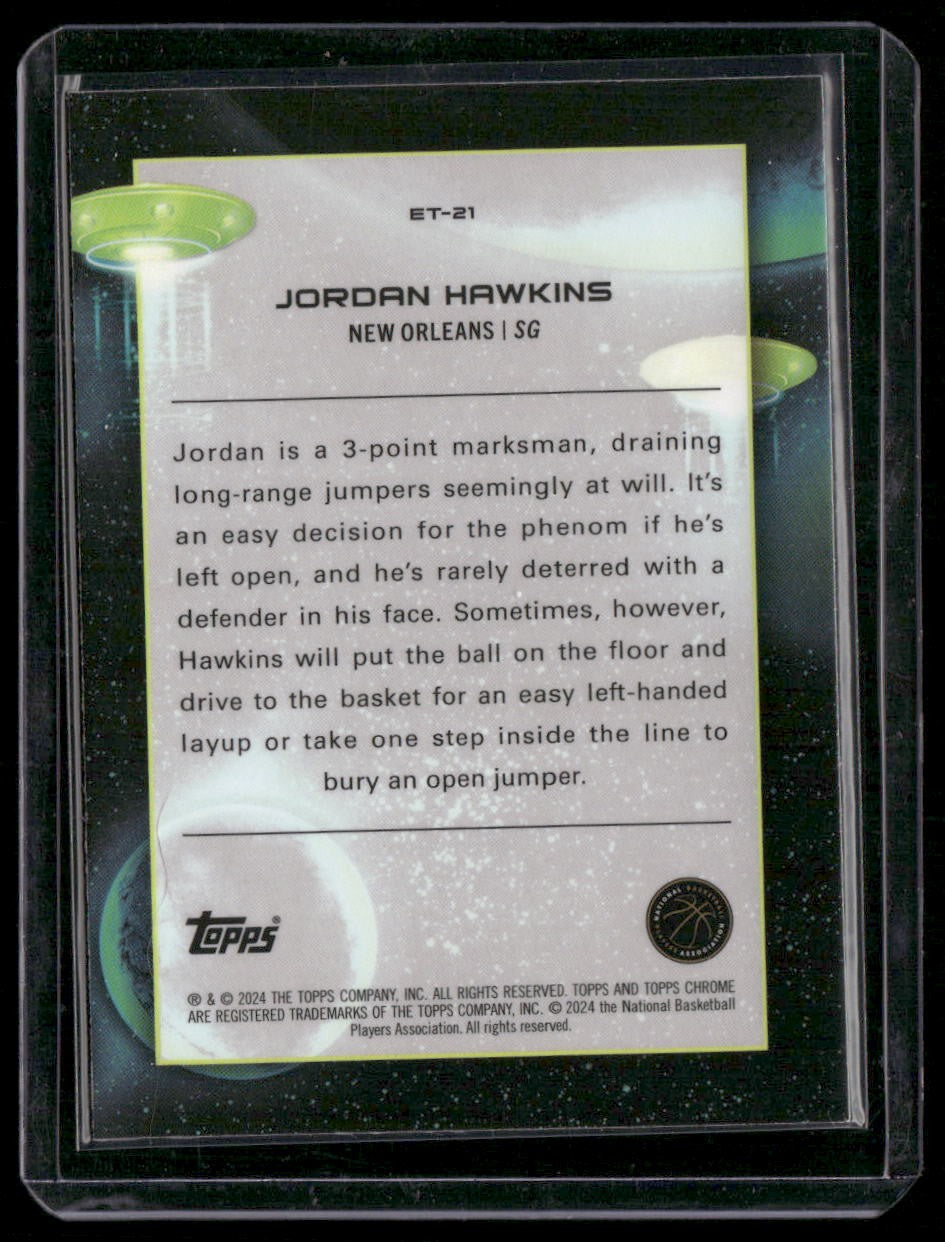 ET-21
JORDAN HAWKINS
NEW ORLEANS | SG
Jordan is a 3-point marksman, draining
long-range jumpers seemingly at will. It's
an easy decision for the phenom if he's
left open, and he's rarely deterred with a
defender in his face. Sometimes, however,
Hawkins will put the ball on the floor and
drive to the basket for an easy left-handed
layup or take one step inside the line to
bury an open jumper.
Topps®
NATIONAL BASKETBALL
PLAYERS ASSOCIATION
® & © 2024 THE TOPPS COMPANY, INC. ALL RIGHTS RESERVED. TOPPS AND TOPPS CHROME
ARE REGISTERED TRADEMARKS OF THE TOPPS COMPANY, INC. © 2024 the National Basketball
Players Association. All rights reserved.